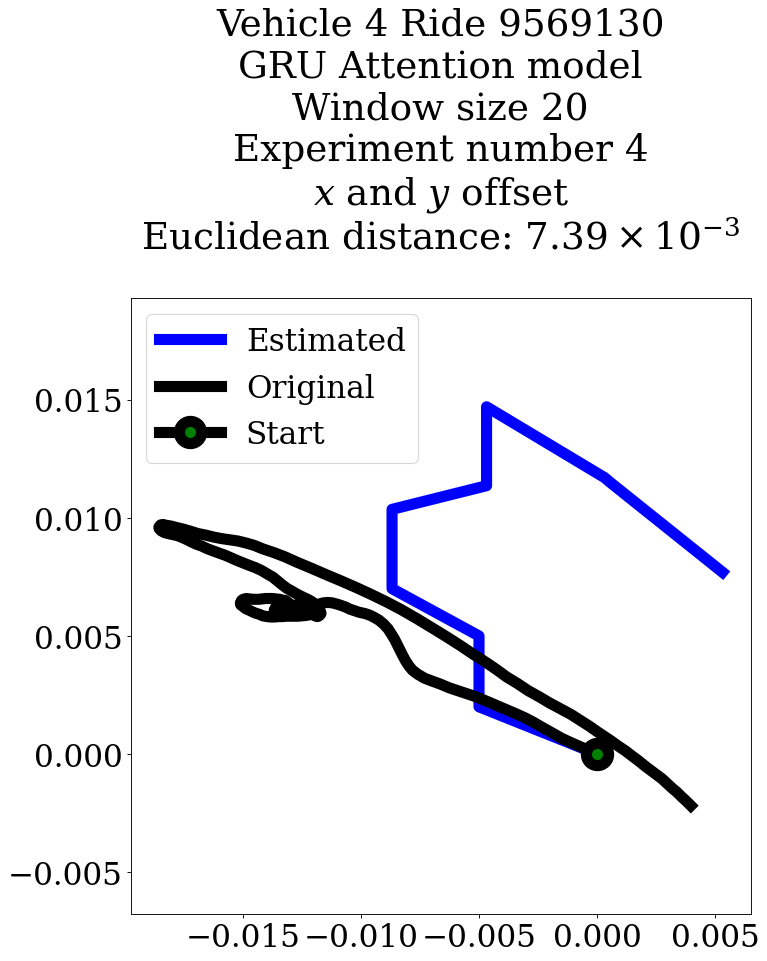 Vehicle 4 Ride 9569130
GRU Attention model
Window size 20
Experiment number 4
x and y offset
Euclidean distance: 7.39 × 10⁻³
Estimated
Original
Start
0.015
0.010
0.005
0.000
−0.005
−0.015 −0.010 −0.005 0.000 0.005